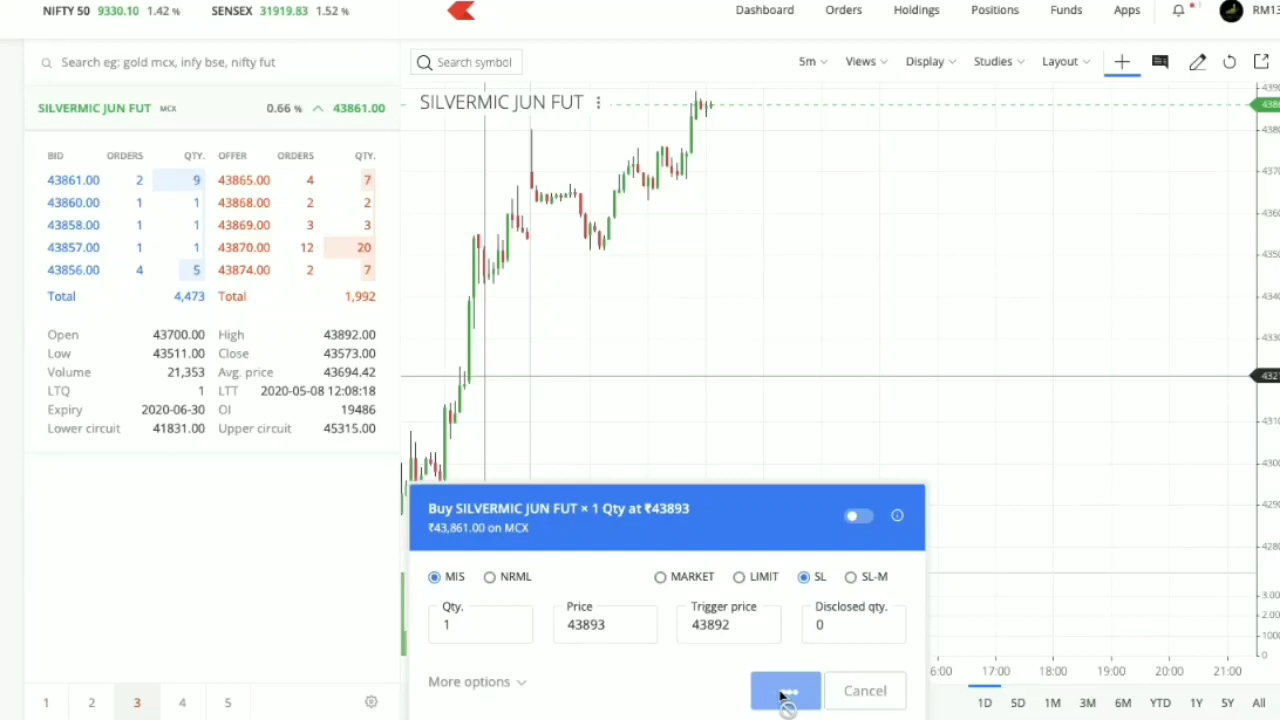 NIFTY 50 9330.10 1.42 % SENSEX 31919.83 1.52 %
Dashboard Orders Holdings Positions Funds Apps
Search eg: gold mcx, infy bse, nifty fut
Search symbol 5m Views Display Studies Layout
SILVERMIC JUN FUT MCX 0.66 % 43861.00
SILVERMIC JUN FUT
BID ORDERS QTY. OFFER ORDERS QTY.
43861.00 2 9 43865.00 4 7
43860.00 1 1 43868.00 2 2
43858.00 1 1 43869.00 3 3
43857.00 1 1 43870.00 12 20
43856.00 4 5 43874.00 2 7
Total 4,473 Total 1,992
Open 43700.00 High 43892.00
Low 43511.00 Close 43573.00
Volume 21,353 Avg. price 43694.42
LTQ 1 LTT 2020-05-08 12:08:18
Expiry 2020-06-30 OI 19486
Lower circuit 41831.00 Upper circuit 45315.00
Buy SILVERMIC JUN FUT × 1 Qty at ₹43893
₹43,861.00 on MCX
MIS NRML MARKET LIMIT SL SL-M
Qty. Price Trigger price Disclosed qty.
1 43893 43892 0
More options Cancel
17:00 18:00 19:00 20:00 21:00
1 2 3 4 5
1D 5D 1M 3M 6M YTD 1Y 5Y All